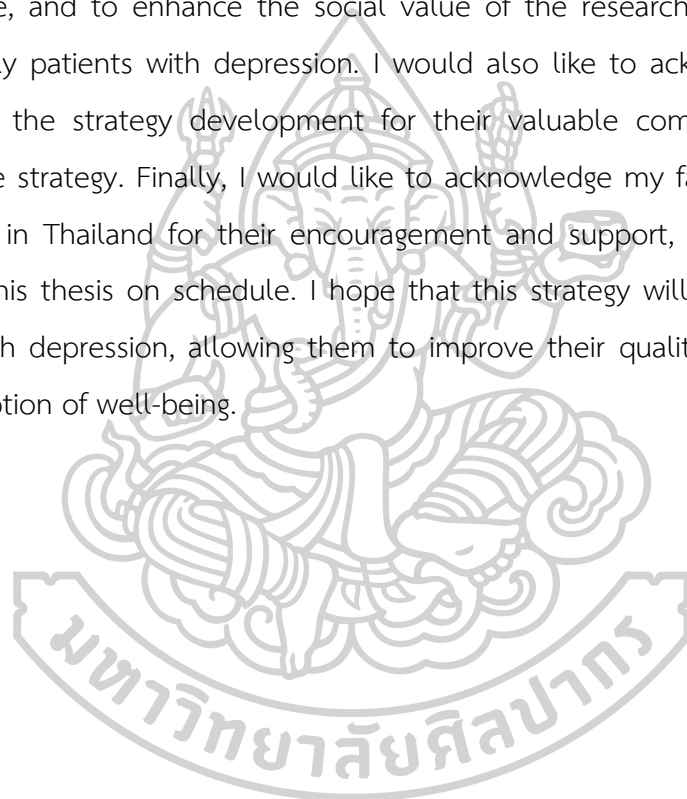 e, and to enhance the social value of the research
ly patients with depression. I would also like to ack
the strategy development for their valuable com
e strategy. Finally, I would like to acknowledge my fa
in Thailand for their encouragement and support,
his thesis on schedule. I hope that this strategy will
h depression, allowing them to improve their qualit
ption of well-being.
มหาวิทยาลัยศิลปากร